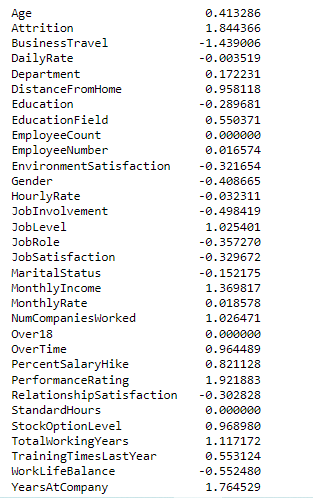 Age 0.413286
Attrition 1.844366
BusinessTravel -1.439006
DailyRate -0.003519
Department 0.172231
DistanceFromHome 0.958118
Education -0.289681
EducationField 0.550371
EmployeeCount 0.000000
EmployeeNumber 0.016574
EnvironmentSatisfaction -0.321654
Gender -0.408665
HourlyRate -0.032311
JobInvolvement -0.498419
JobLevel 1.025401
JobRole -0.357270
JobSatisfaction -0.329672
MaritalStatus -0.152175
MonthlyIncome 1.369817
MonthlyRate 0.018578
NumCompaniesWorked 1.026471
Over18 0.000000
OverTime 0.964489
PercentSalaryHike 0.821128
PerformanceRating 1.921883
RelationshipSatisfaction -0.302828
StandardHours 0.000000
StockOptionLevel 0.968980
TotalWorkingYears 1.117172
TrainingTimesLastYear 0.553124
WorkLifeBalance -0.552480
YearsAtCompany 1.764529